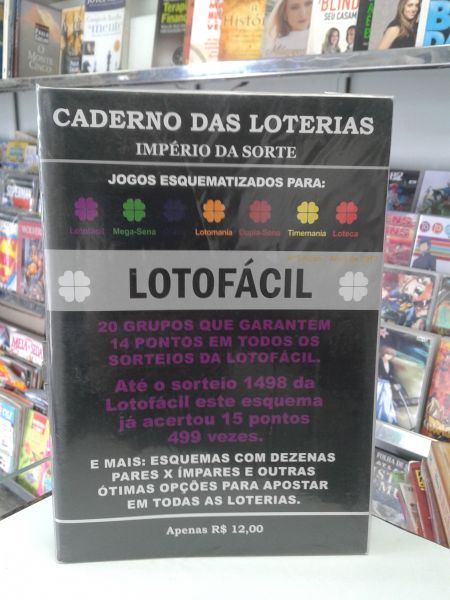 CADERNO DAS LOTERIAS
IMPÉRIO DA SORTE
JOGOS ESQUEMATIZADOS PARA:
Lotofácil Mega-Sena Lotomania Dupla-Sena Timemania Loteca
LOTOFÁCIL
20 GRUPOS QUE GARANTEM
14 PONTOS EM TODOS OS
SORTEIOS DA LOTOFÁCIL.
Até o sorteio 1498 da
Lotofácil este esquema
já acertou 15 pontos
499 vezes.
E MAIS: ESQUEMAS COM DEZENAS
PARES X ÍMPARES E OUTRAS
ÓTIMAS OPÇÕES PARA APOSTAR
EM TODAS AS LOTERIAS.
Apenas R$ 12,00
O MONTE
CINCO
SUPERMAN